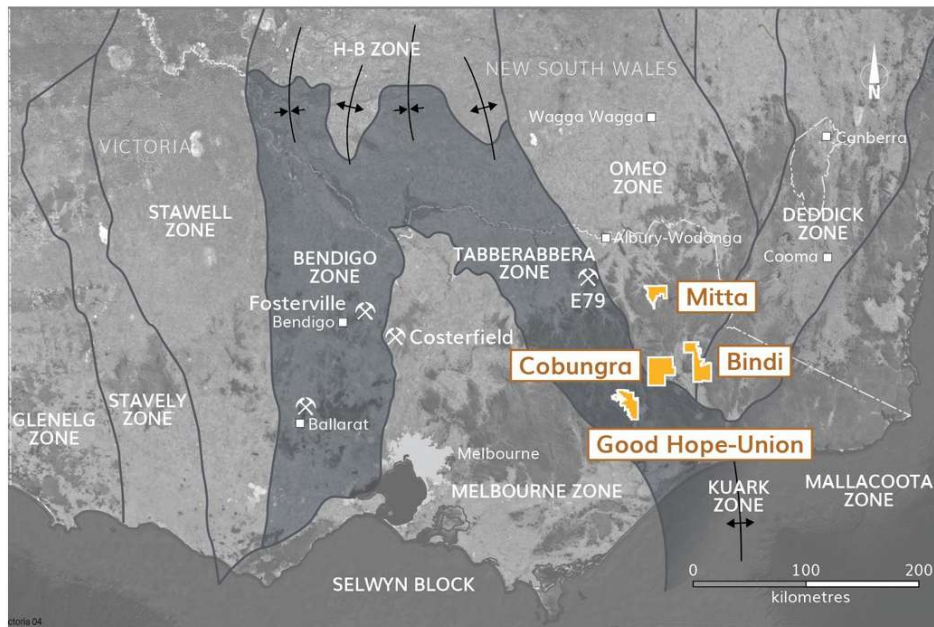 H-B ZONE
NEW SOUTH WALES
N
Wagga Wagga
Canberra
VICTORIA
OMEO
ZONE
STAWELL
ZONE
DEDDICK
ZONE
Albury-Wodonga
BENDIGO
ZONE
TABBERABBERA
ZONE
Cooma
E79
Mitta
Fosterville
Bendigo
Costerfield
Cobungra
Bindi
STAVELY
ZONE
GLENELG
ZONE
Ballarat
Good Hope-Union
Melbourne
MELBOURNE ZONE
KUARK
ZONE
MALLACOOTA
ZONE
SELWYN BLOCK
0 100 200
kilometres
ctoria 04